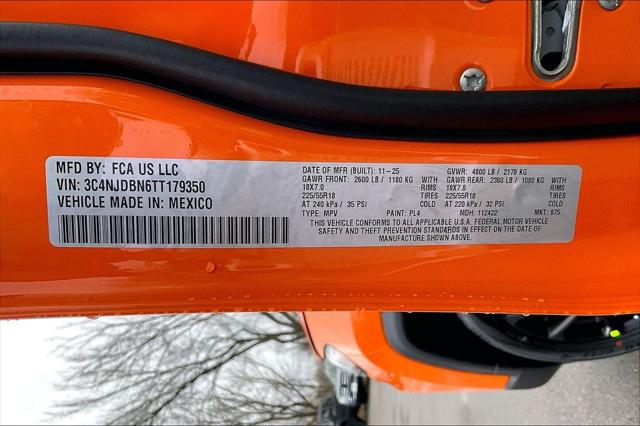 MFD BY: FCA US LLC
VIN: 3C4NJDBN6TT179350
VEHICLE MADE IN: MEXICO
DATE OF MFR (BUILT): 11-25 GVWR: 4800 LB / 2178 KG
GAWR FRONT: 2600 LB / 1180 KG WITH GAWR REAR: 2380 LB / 1080 KG WITH
18X7.0 RIMS 18X7.0 RIMS
225/55R18 TIRES 225/55R18 TIRES
AT 240 kPa / 35 PSI COLD AT 220 kPa / 32 PSI COLD
TYPE: MPV PAINT: PL4 MDH: 112422 MKT: 975
THIS VEHICLE CONFORMS TO ALL APPLICABLE U.S.A. FEDERAL MOTOR VEHICLE
SAFETY AND THEFT PREVENTION STANDARDS IN EFFECT ON THE DATE OF
MANUFACTURE SHOWN ABOVE.